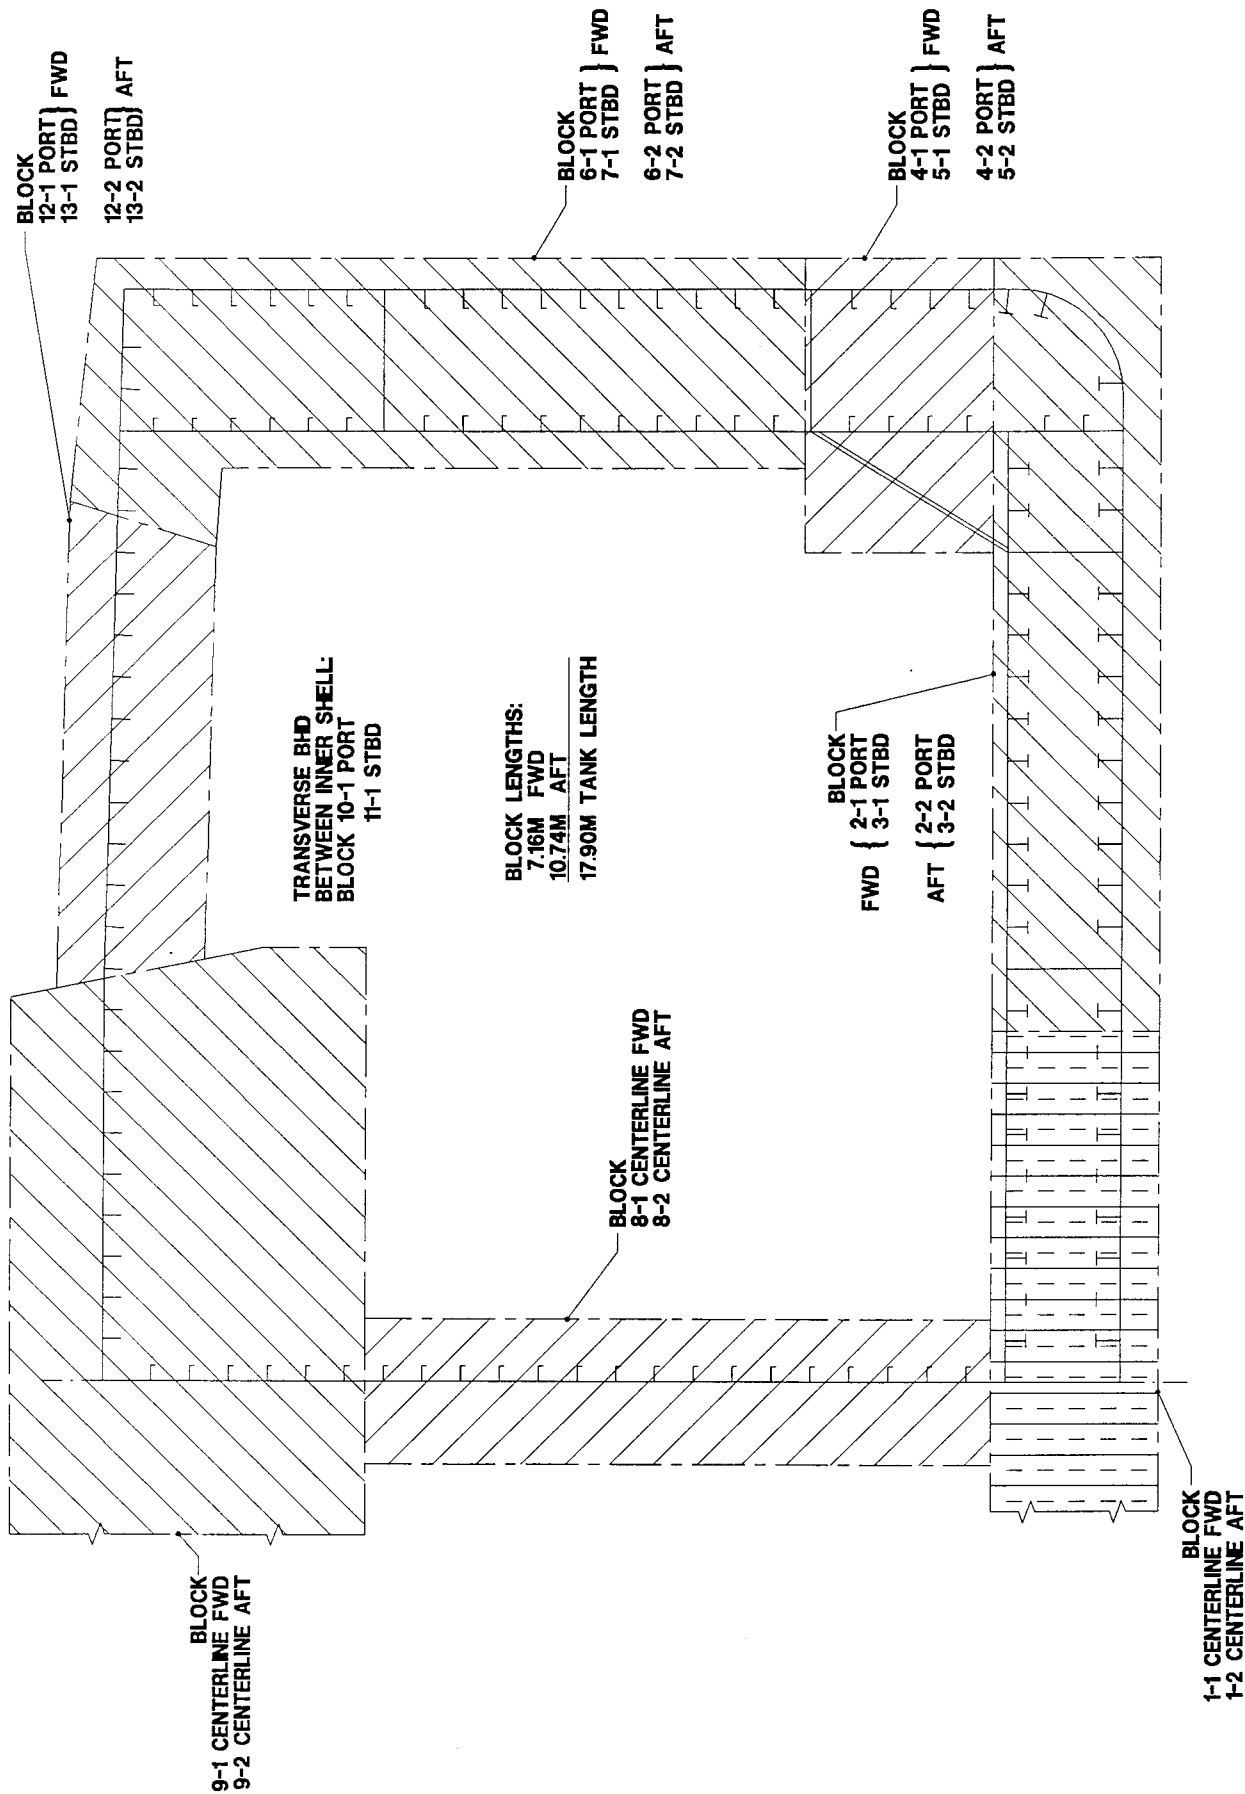 BLOCK
12-1 PORT } FWD
13-1 STBD
12-2 PORT } AFT
13-2 STBD
BLOCK
6-1 PORT } FWD
7-1 STBD
6-2 PORT } AFT
7-2 STBD
BLOCK
4-1 PORT } FWD
5-1 STBD
4-2 PORT } AFT
5-2 STBD
TRANSVERSE BHD
BETWEEN INNER SHELL:
BLOCK 10-1 PORT
11-1 STBD
BLOCK LENGTHS:
7.16M FWD
10.74M AFT
17.90M TANK LENGTH
BLOCK
FWD { 2-1 PORT
3-1 STBD
AFT { 2-2 PORT
3-2 STBD
BLOCK
8-1 CENTERLINE FWD
8-2 CENTERLINE AFT
BLOCK
9-1 CENTERLINE FWD
9-2 CENTERLINE AFT
BLOCK
1-1 CENTERLINE FWD
1-2 CENTERLINE AFT